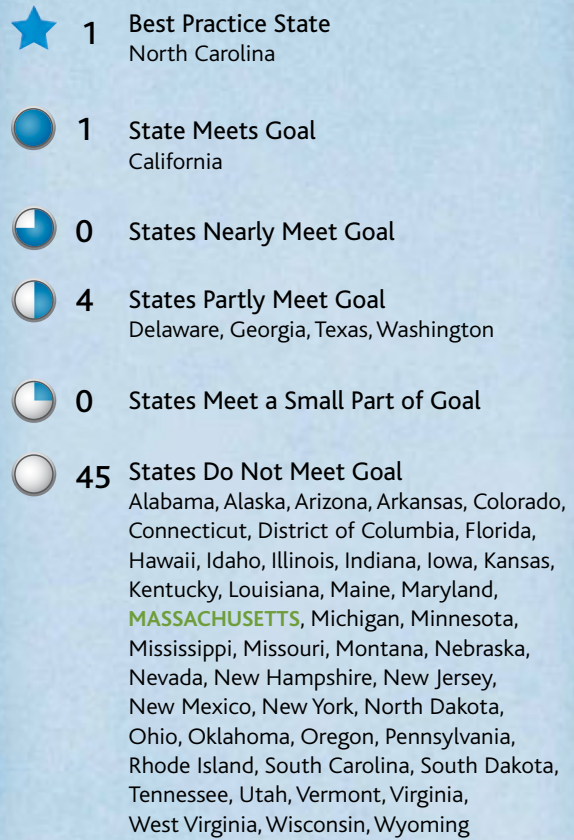 1 Best Practice State
North Carolina
1 State Meets Goal
California
0 States Nearly Meet Goal
4 States Partly Meet Goal
Delaware, Georgia, Texas, Washington
0 States Meet a Small Part of Goal
45 States Do Not Meet Goal
Alabama, Alaska, Arizona, Arkansas, Colorado,
Connecticut, District of Columbia, Florida,
Hawaii, Idaho, Illinois, Indiana, Iowa, Kansas,
Kentucky, Louisiana, Maine, Maryland,
MASSACHUSETTS, Michigan, Minnesota,
Mississippi, Missouri, Montana, Nebraska,
Nevada, New Hampshire, New Jersey,
New Mexico, New York, North Dakota,
Ohio, Oklahoma, Oregon, Pennsylvania,
Rhode Island, South Carolina, South Dakota,
Tennessee, Utah, Vermont, Virginia,
West Virginia, Wisconsin, Wyoming